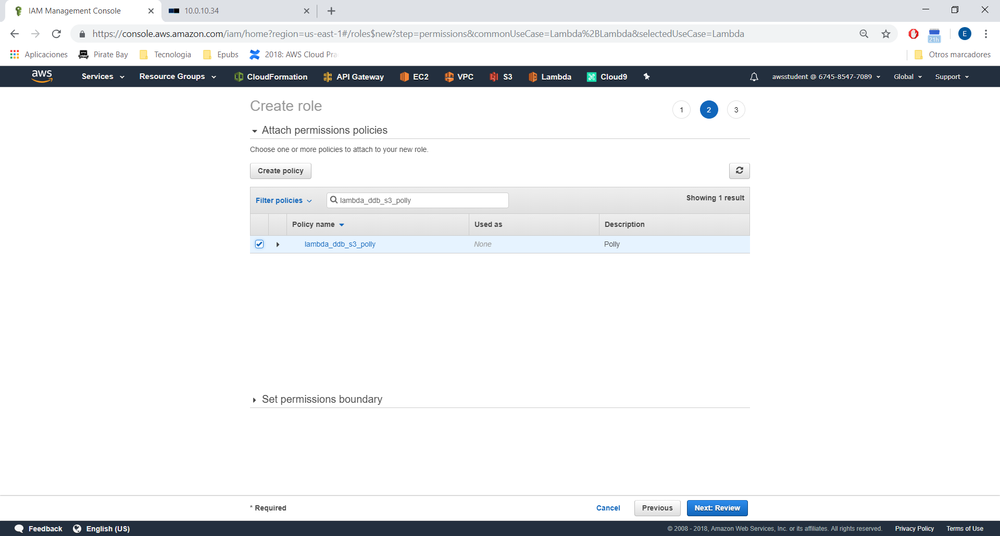 IAM Management Console
10.0.10.34
https://console.aws.amazon.com/iam/home?region=us-east-1#/roles$new?step=permissions&commonUseCase=Lambda%2BLambda&selectedUseCase=Lambda
21h
E
Aplicaciones Pirate Bay Tecnologia Epubs 2018: AWS Cloud Pra Otros marcadores
aws Services Resource Groups CloudFormation API Gateway EC2 VPC S3 Lambda Cloud9 awsstudent @ 6745-8547-7089 Global Support
Create role 1 2 3
Attach permissions policies
Choose one or more policies to attach to your new role.
Create policy
Filter policies lambda_ddb_s3_polly Showing 1 result
Policy name Used as Description
lambda_ddb_s3_polly None Polly
Set permissions boundary
* Required Cancel Previous Next: Review
Feedback English (US) © 2008 - 2018, Amazon Web Services, Inc. or its affiliates. All rights reserved. Privacy Policy Terms of Use